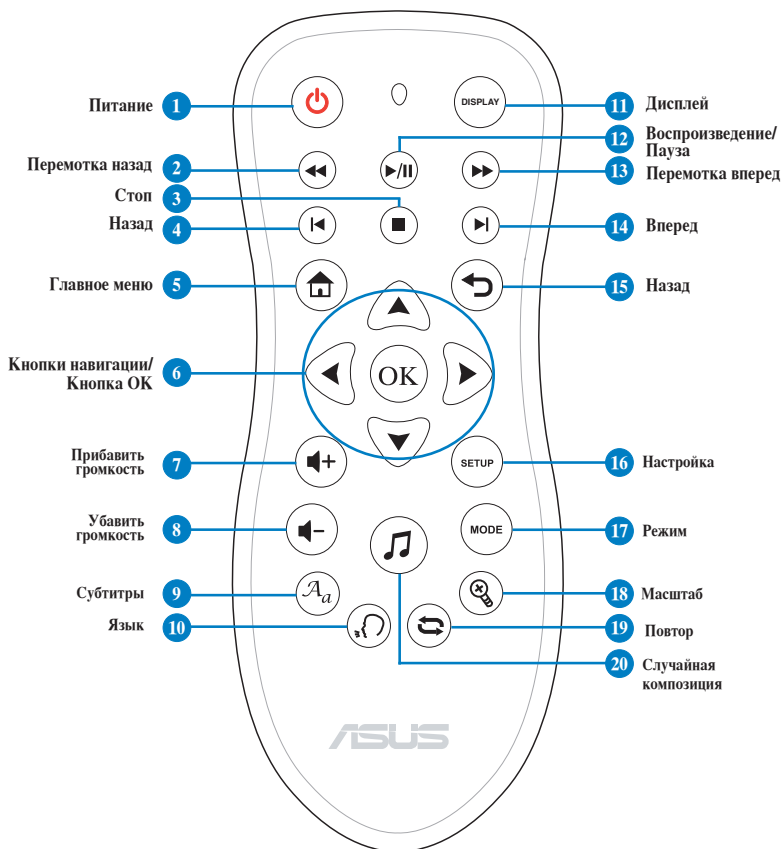 Питание
1
DISPLAY
11
Дисплей
12
Воспроизведение/
Пауза
Перемотка назад
2
13
Перемотка вперед
Стоп
3
Назад
4
14
Вперед
Главное меню
5
15
Назад
Кнопки навигации/
Кнопка OK
6
OK
Прибавить
громкость
7
+
SETUP
16
Настройка
Убавить
громкость
8
-
MODE
17
Режим
Субтитры
9
Aa
18
Масштаб
Язык
10
19
Повтор
20
Случайная
композиция
ASUS